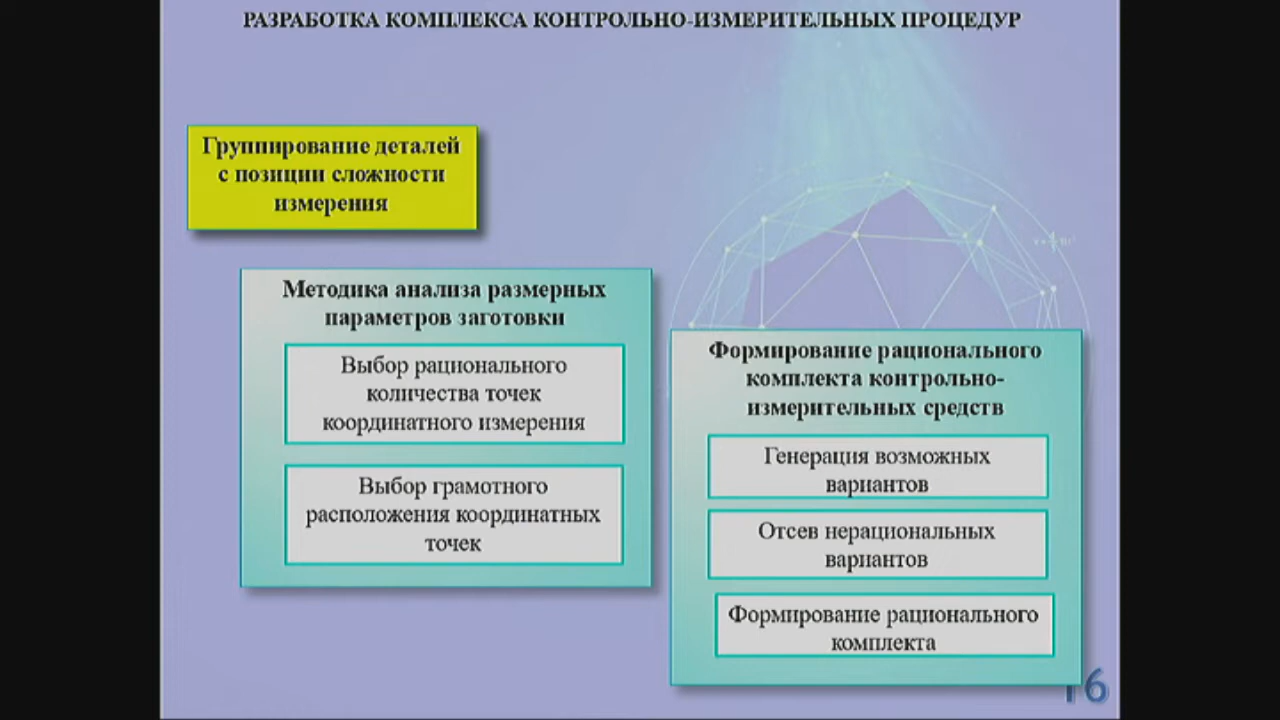 РАЗРАБОТКА КОМПЛЕКСА КОНТРОЛЬНО-ИЗМЕРИТЕЛЬНЫХ ПРОЦЕДУР
Группирование деталей
с позиции сложности
измерения
Методика анализа размерных
параметров заготовки
Выбор рационального
количества точек
координатного измерения
Выбор грамотного
расположения координатных
точек
Формирование рационального
комплекта контрольно-
измерительных средств
Генерация возможных
вариантов
Отсев нерациональных
вариантов
Формирование рационального
комплекта
16